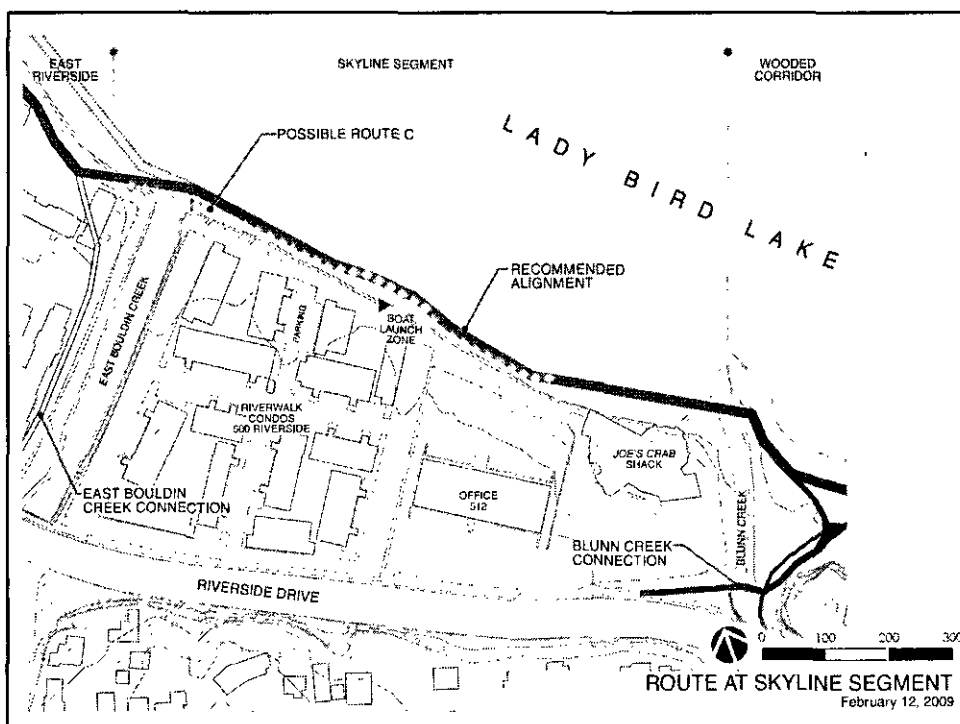 EAST
RIVERSIDE
SKYLINE SEGMENT
WOODED
CORRIDOR
POSSIBLE ROUTE C
LADY BIRD LAKE
RECOMMENDED
ALIGNMENT
BOAT
LAUNCH
ZONE
PARKING
EAST BOULDIN CREEK
RIVERWALK
CONDOS
500 RIVERSIDE
JOE'S CRAB
SHACK
OFFICE
512
EAST BOULDIN
CREEK CONNECTION
BLUNN CREEK
BLUNN CREEK
CONNECTION
RIVERSIDE DRIVE
0 100 200 300
ROUTE AT SKYLINE SEGMENT
February 12, 2009